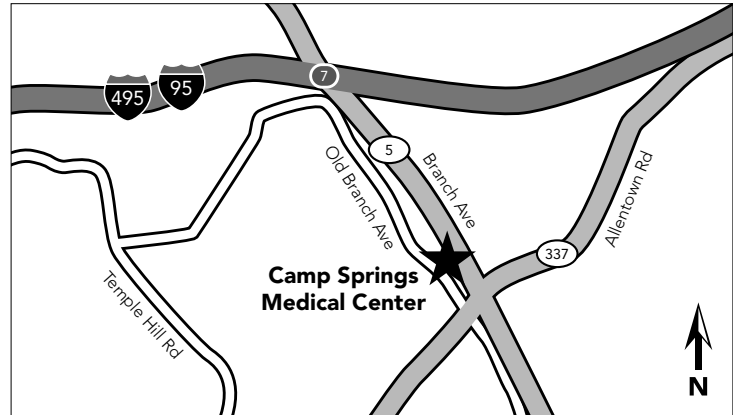 7
495
95
5
Branch Ave
Old Branch Ave
Allentown Rd
337
Camp Springs
Medical Center
Temple Hill Rd
N